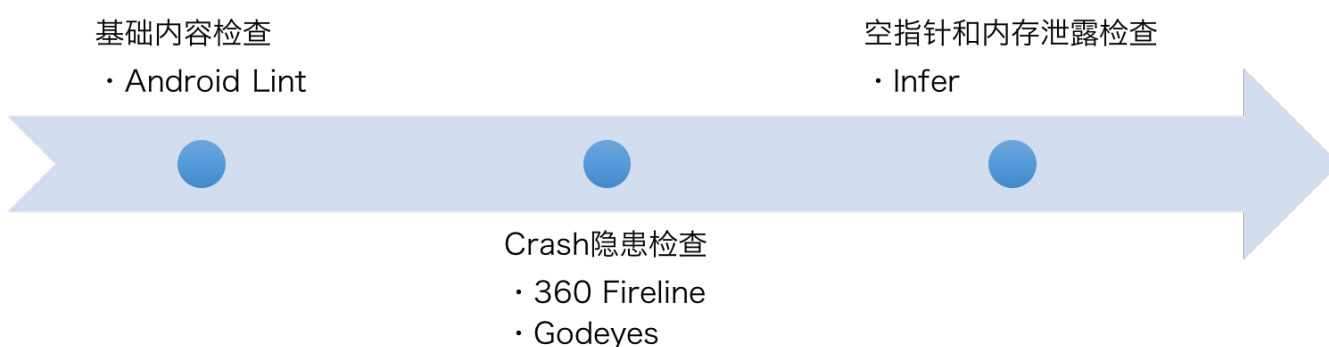 基础内容检查
· Android Lint
空指针和内存泄露检查
· Infer
Crash隐患检查
· 360 Fireline
· Godeyes